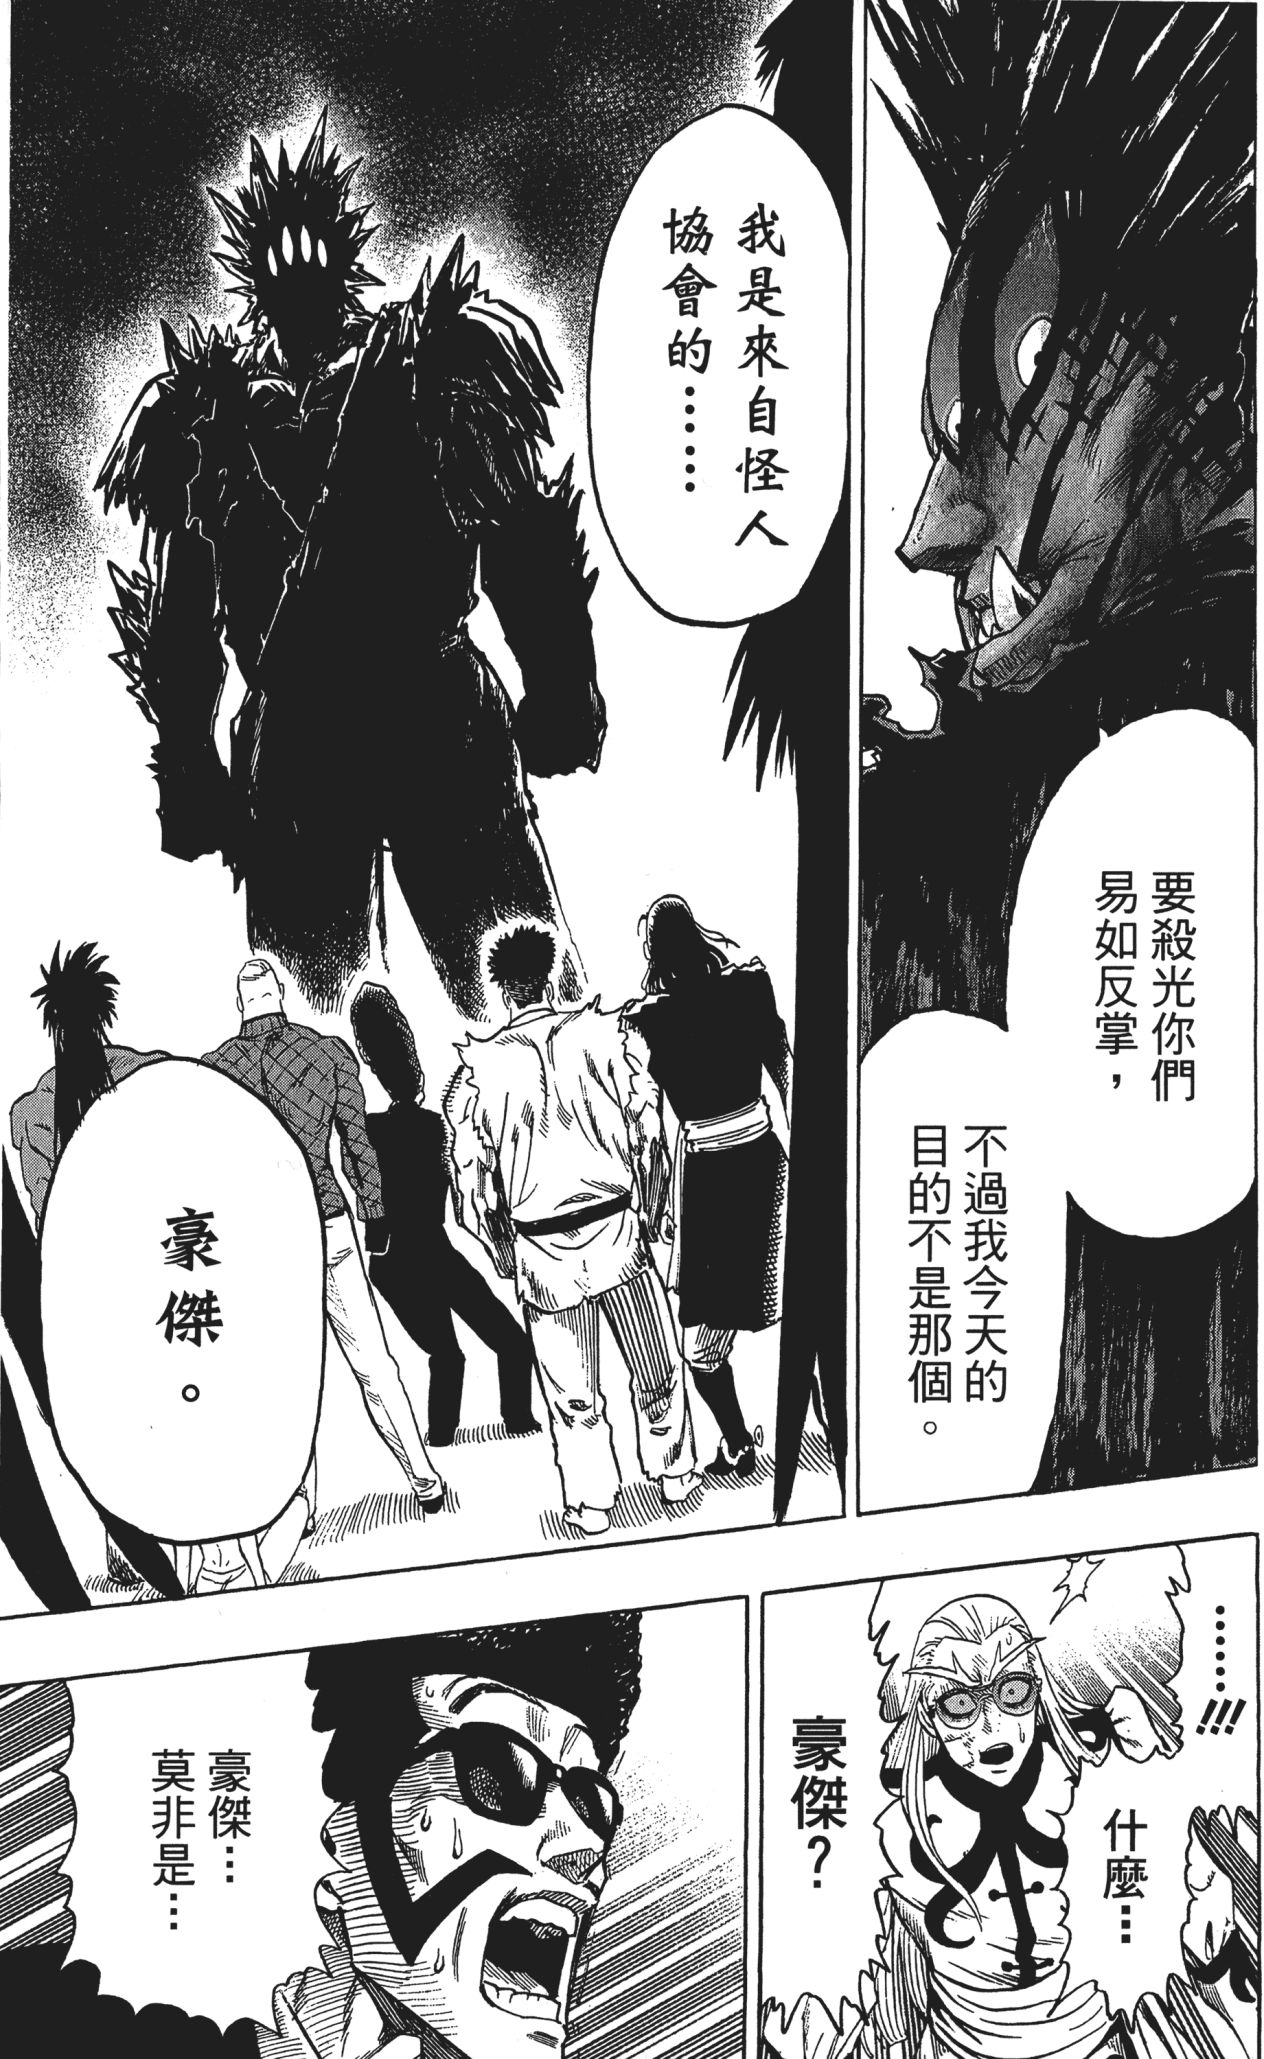 要殺光你們
易如反掌，
不過我今天的
目的不是那個。
我是來自怪人
協會的……
豪傑。
……!!!
什麼…
豪傑？
豪傑…
莫非是…